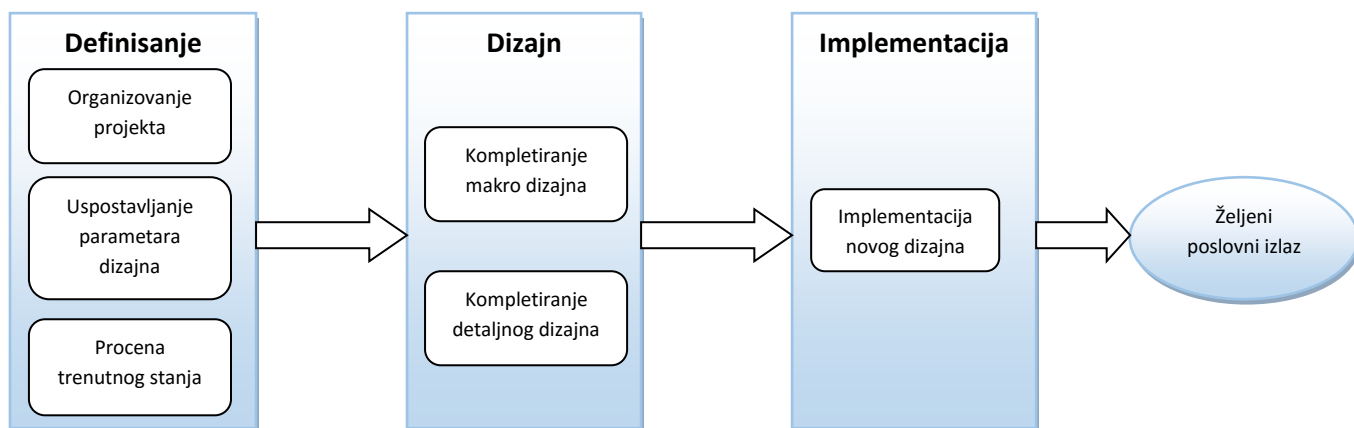 Definisanje
Organizovanje
projekta
Uspostavljanje
parametara
dizajna
Procena
trenutnog stanja
Dizajn
Kompletiranje
makro dizajna
Kompletiranje
detaljnog dizajna
Implementacija
Implementacija
novog dizajna
Željeni
poslovni izlaz